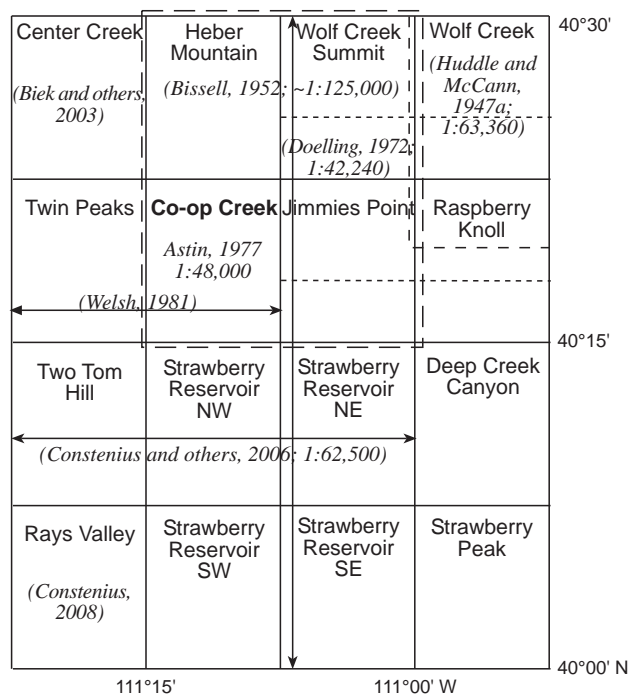 Center Creek
(Biek and others,
2003)
Heber
Mountain
Wolf Creek
Summit
(Bissell, 1952; ~1:125,000)
(Doelling, 1972;
1:42,240)
Wolf Creek
(Huddle and
McCann,
1947a;
1:63,360)
40°30'
Twin Peaks
Co-op Creek
Astin, 1977
1:48,000
(Welsh, 1981)
Jimmies Point
Raspberry
Knoll
40°15'
Two Tom
Hill
Strawberry
Reservoir
NW
Strawberry
Reservoir
NE
Deep Creek
Canyon
(Constenius and others, 2006; 1:62,500)
Rays Valley
(Constenius,
2008)
Strawberry
Reservoir
SW
Strawberry
Reservoir
SE
Strawberry
Peak
40°00' N
111°15'
111°00' W